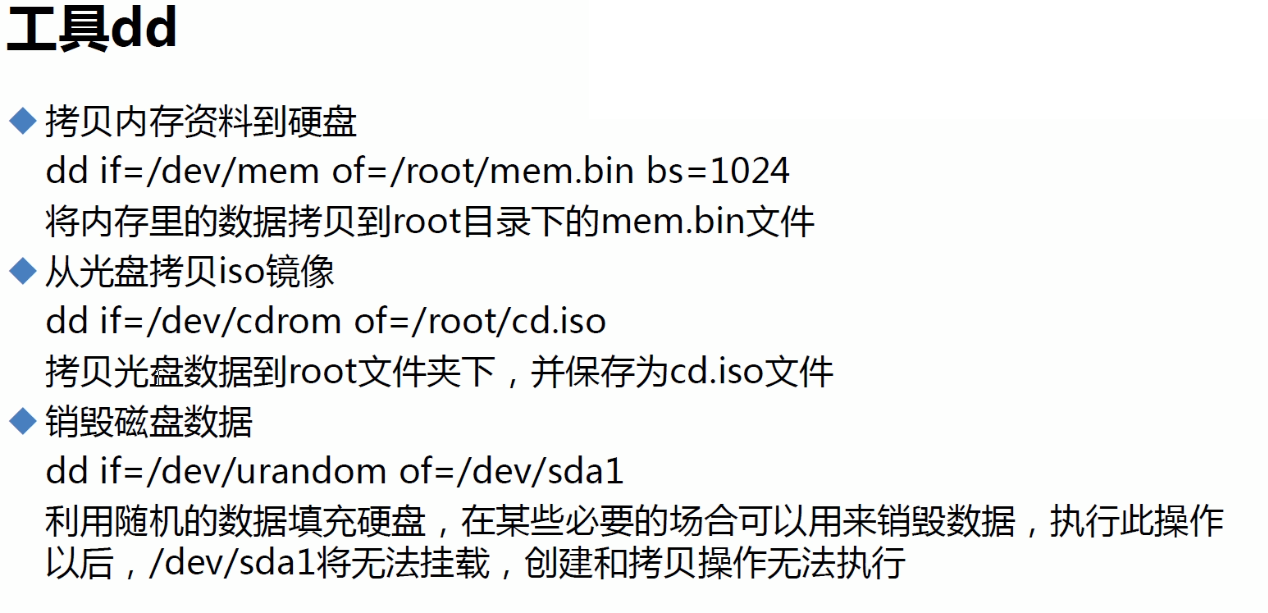 工具dd
拷贝内存资料到硬盘
dd if=/dev/mem of=/root/mem.bin bs=1024
将内存里的数据拷贝到root目录下的mem.bin文件
从光盘拷贝iso镜像
dd if=/dev/cdrom of=/root/cd.iso
拷贝光盘数据到root文件夹下，并保存为cd.iso文件
销毁磁盘数据
dd if=/dev/urandom of=/dev/sda1
利用随机的数据填充硬盘，在某些必要的场合可以用来销毁数据，执行此操作
以后，/dev/sda1将无法挂载，创建和拷贝操作无法执行